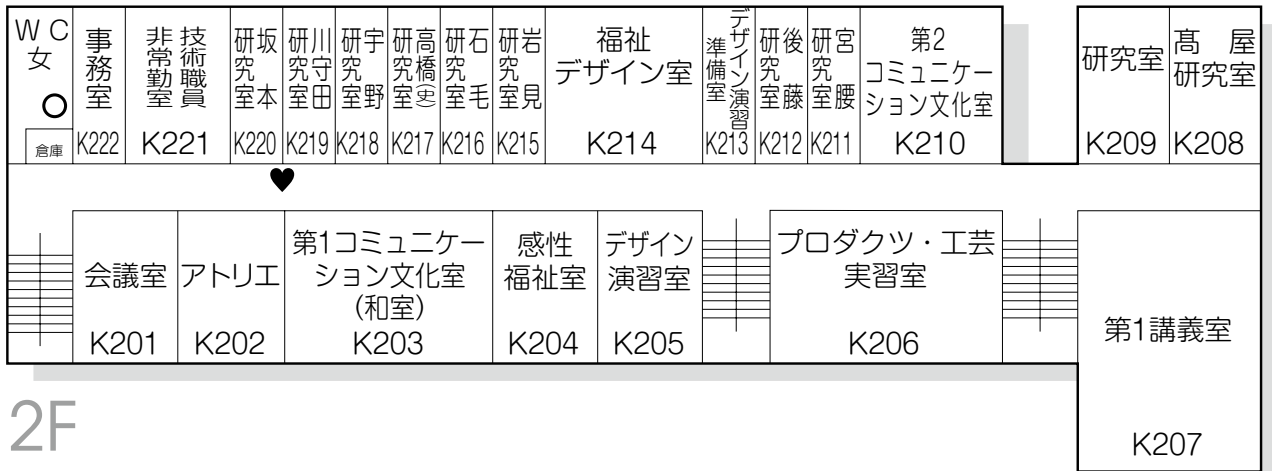 WC
女
倉庫
事務室
K222
技術職員
非常勤室
K221
坂本
研究室
K220
川守田
研究室
K219
宇野
研究室
K218
高橋(史)
研究室
K217
石毛
研究室
K216
岩見
研究室
K215
福祉
デザイン室
K214
デザイン演習
準備室
K213
後藤
研究室
K212
宮腰
研究室
K211
第2
コミュニケー
ション文化室
K210
研究室
K209
髙屋
研究室
K208
会議室
K201
アトリエ
K202
第1コミュニケー
ション文化室
(和室)
K203
感性
福祉室
K204
デザイン
演習室
K205
プロダクツ・工芸
実習室
K206
第1講義室
K207
2F